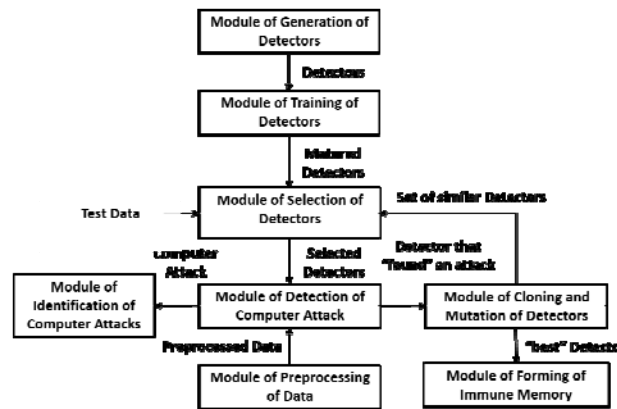 Module of Generation of
Detectors
Detectors
Module of Training of
Detectors
Matured
Detectors
Set of similar Detectors
Test Data
Module of Selection of
Detectors
Computer
Attack
Selected
Detectors
Detector that
"found" an attack
Module of
Identification of
Computer Attacks
Module of Detection of
Computer Attack
Module of Cloning and
Mutation of Detectors
Preprocessed Data
"best" Detecto
Module of Preprocessing
of Data
Module of Forming of
Immune Memory